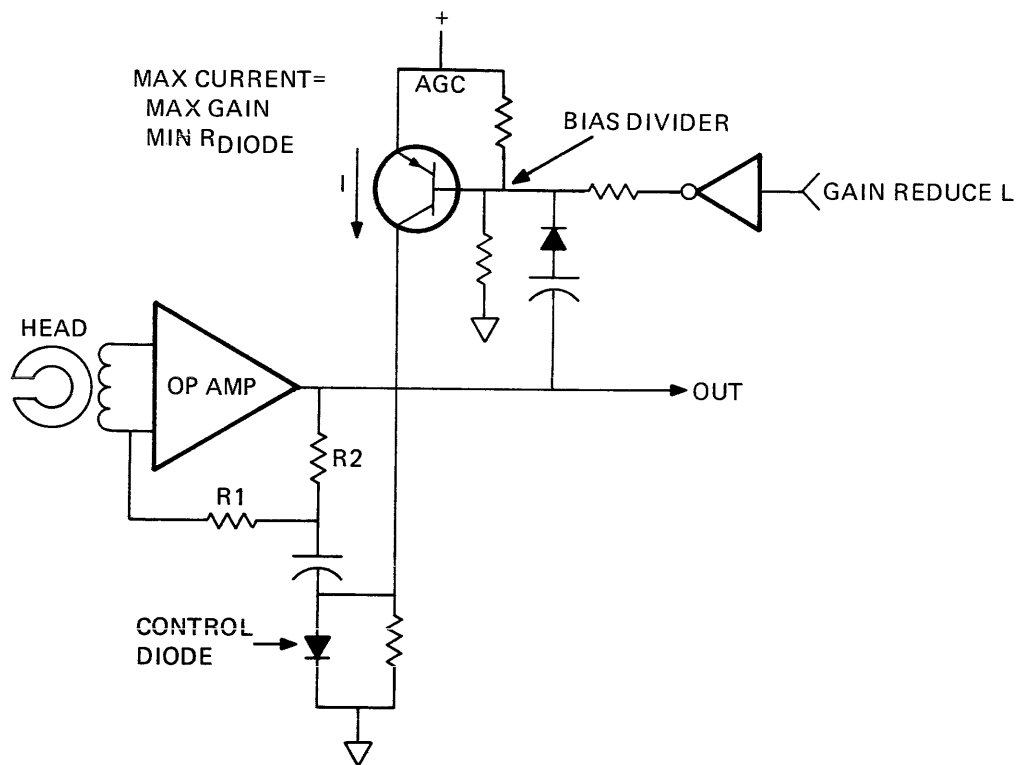 +
AGC
MAX CURRENT=
MAX GAIN
MIN RDIODE
BIAS DIVIDER
I
GAIN REDUCE L
HEAD
OP AMP
OUT
R2
R1
CONTROL
DIODE